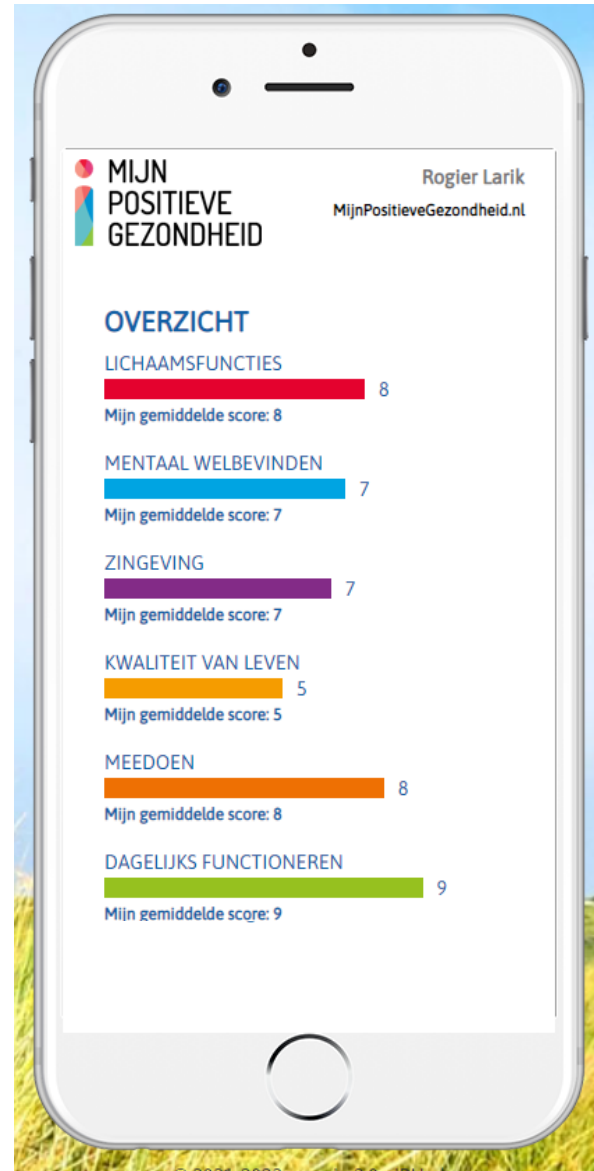 MIJN
POSITIEVE
GEZONDHEID
Rogier Larik
MijnPositieveGezondheid.nl
OVERZICHT
LICHAAMSFUNCTIES
8
Mijn gemiddelde score: 8
MENTAAL WELBEVINDEN
7
Mijn gemiddelde score: 7
ZINGEVING
7
Mijn gemiddelde score: 7
KWALITEIT VAN LEVEN
5
Mijn gemiddelde score: 5
MEEDOEN
8
Mijn gemiddelde score: 8
DAGELIJKS FUNCTIONEREN
9
Mijn gemiddelde score: 9